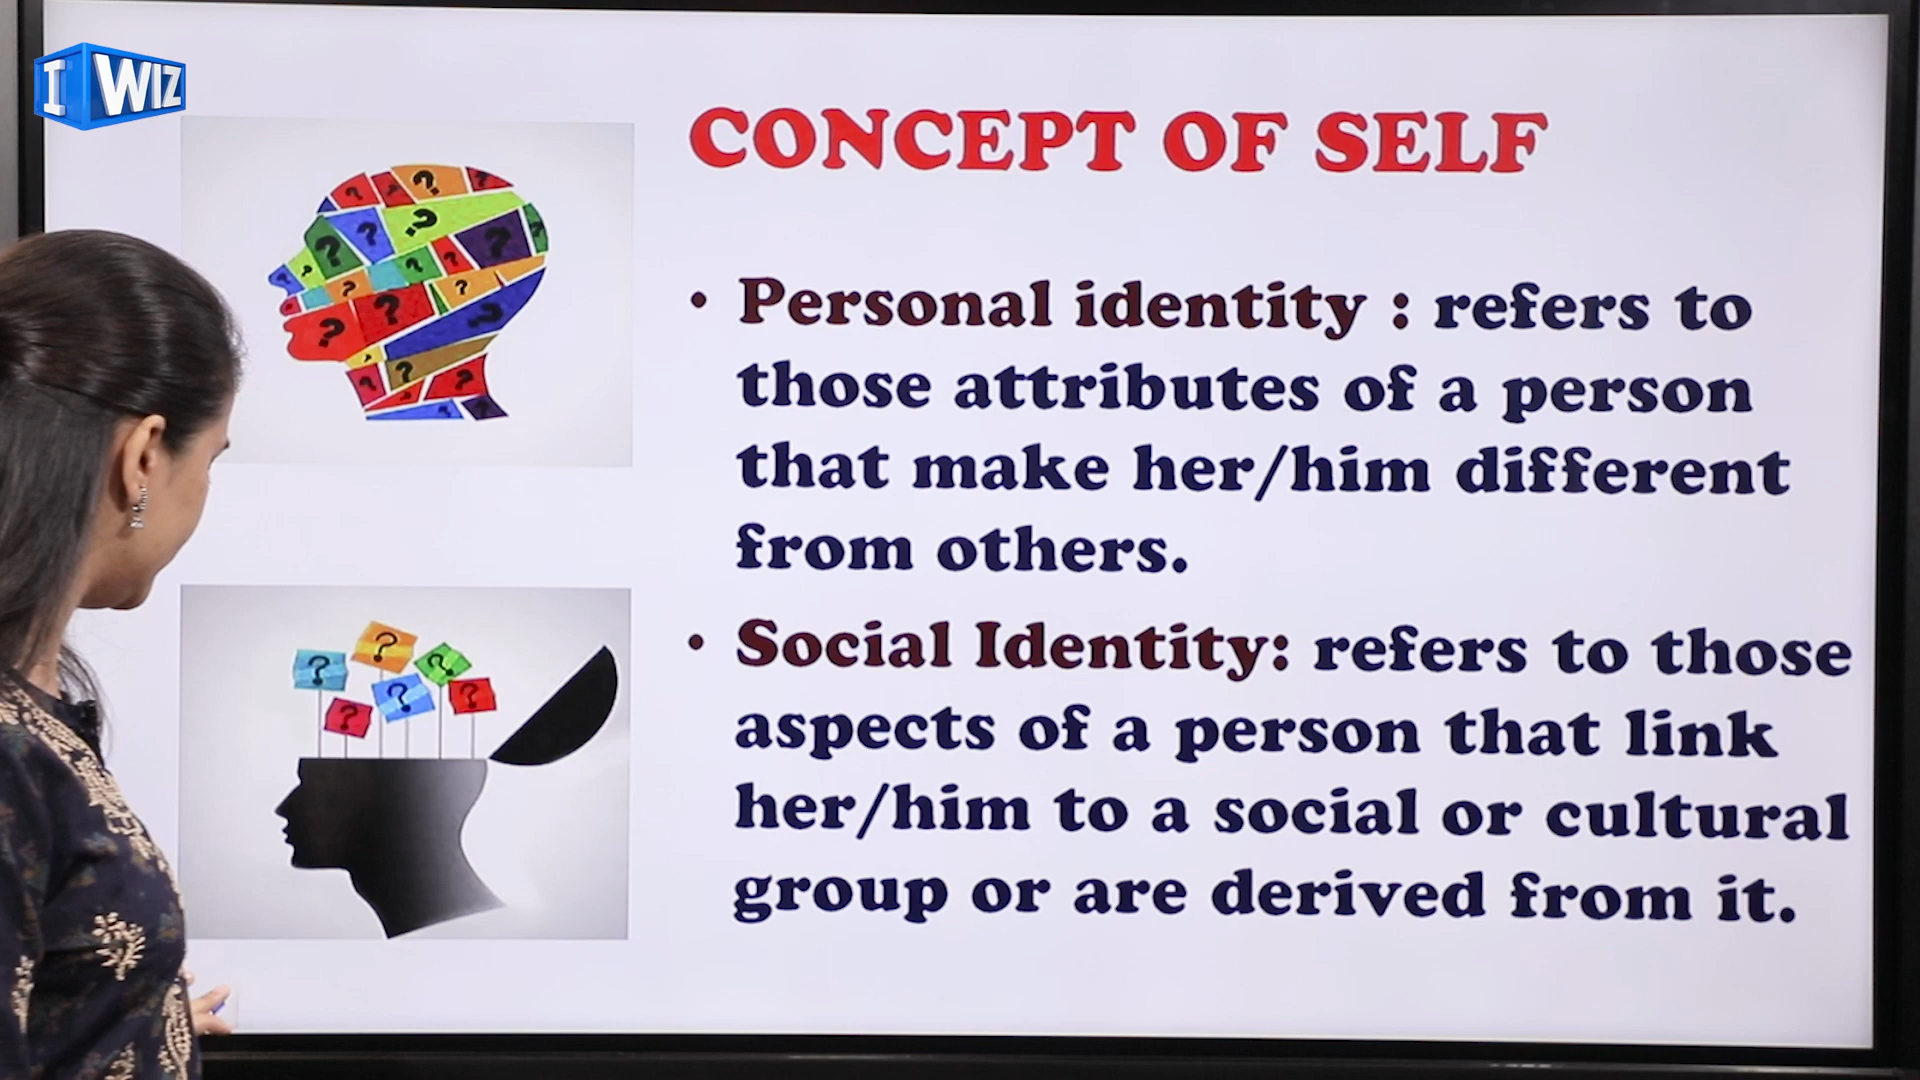 I WIZ
CONCEPT OF SELF
• Personal identity : refers to
those attributes of a person
that make her/him different
from others.
• Social Identity: refers to those
aspects of a person that link
her/him to a social or cultural
group or are derived from it.